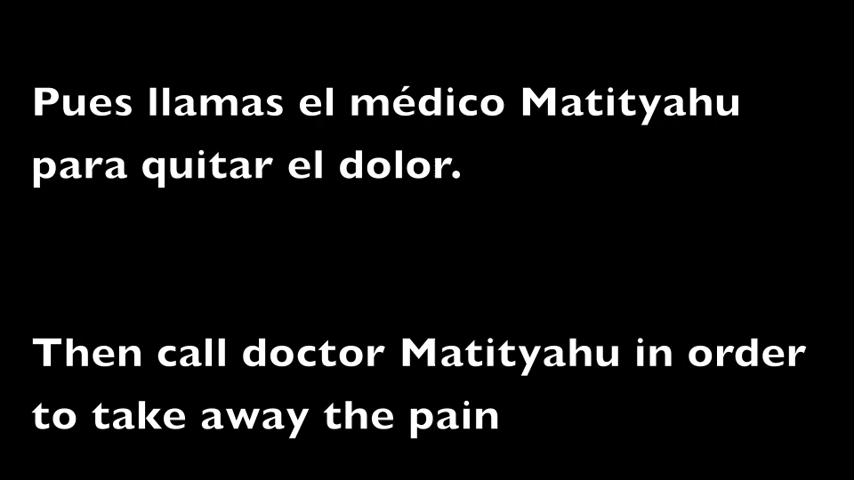 Pues llamas el médico Matityahu
para quitar el dolor.
Then call doctor Matityahu in order
to take away the pain